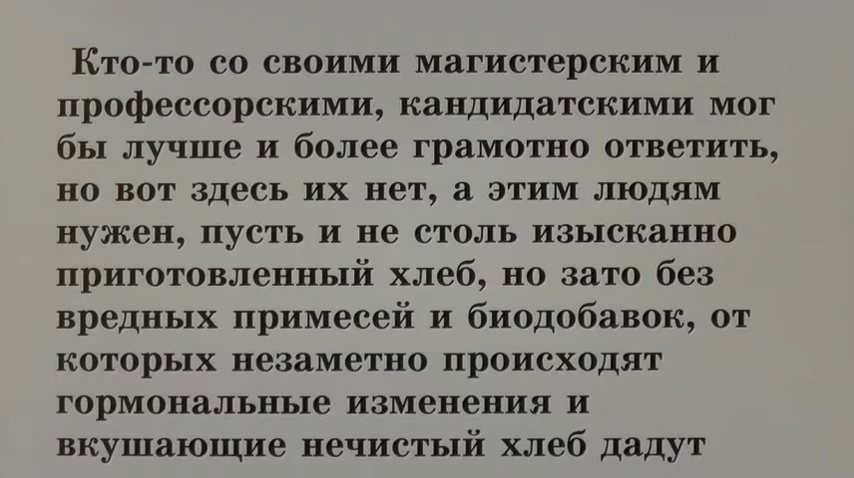 Кто-то со своими магистерским и
профессорскими, кандидатскими мог
бы лучше и более грамотно ответить,
но вот здесь их нет, а этим людям
нужен, пусть и не столь изысканно
приготовленный хлеб, но зато без
вредных примесей и биодобавок, от
которых незаметно происходят
гормональные изменения и
вкушающие нечистый хлеб дадут